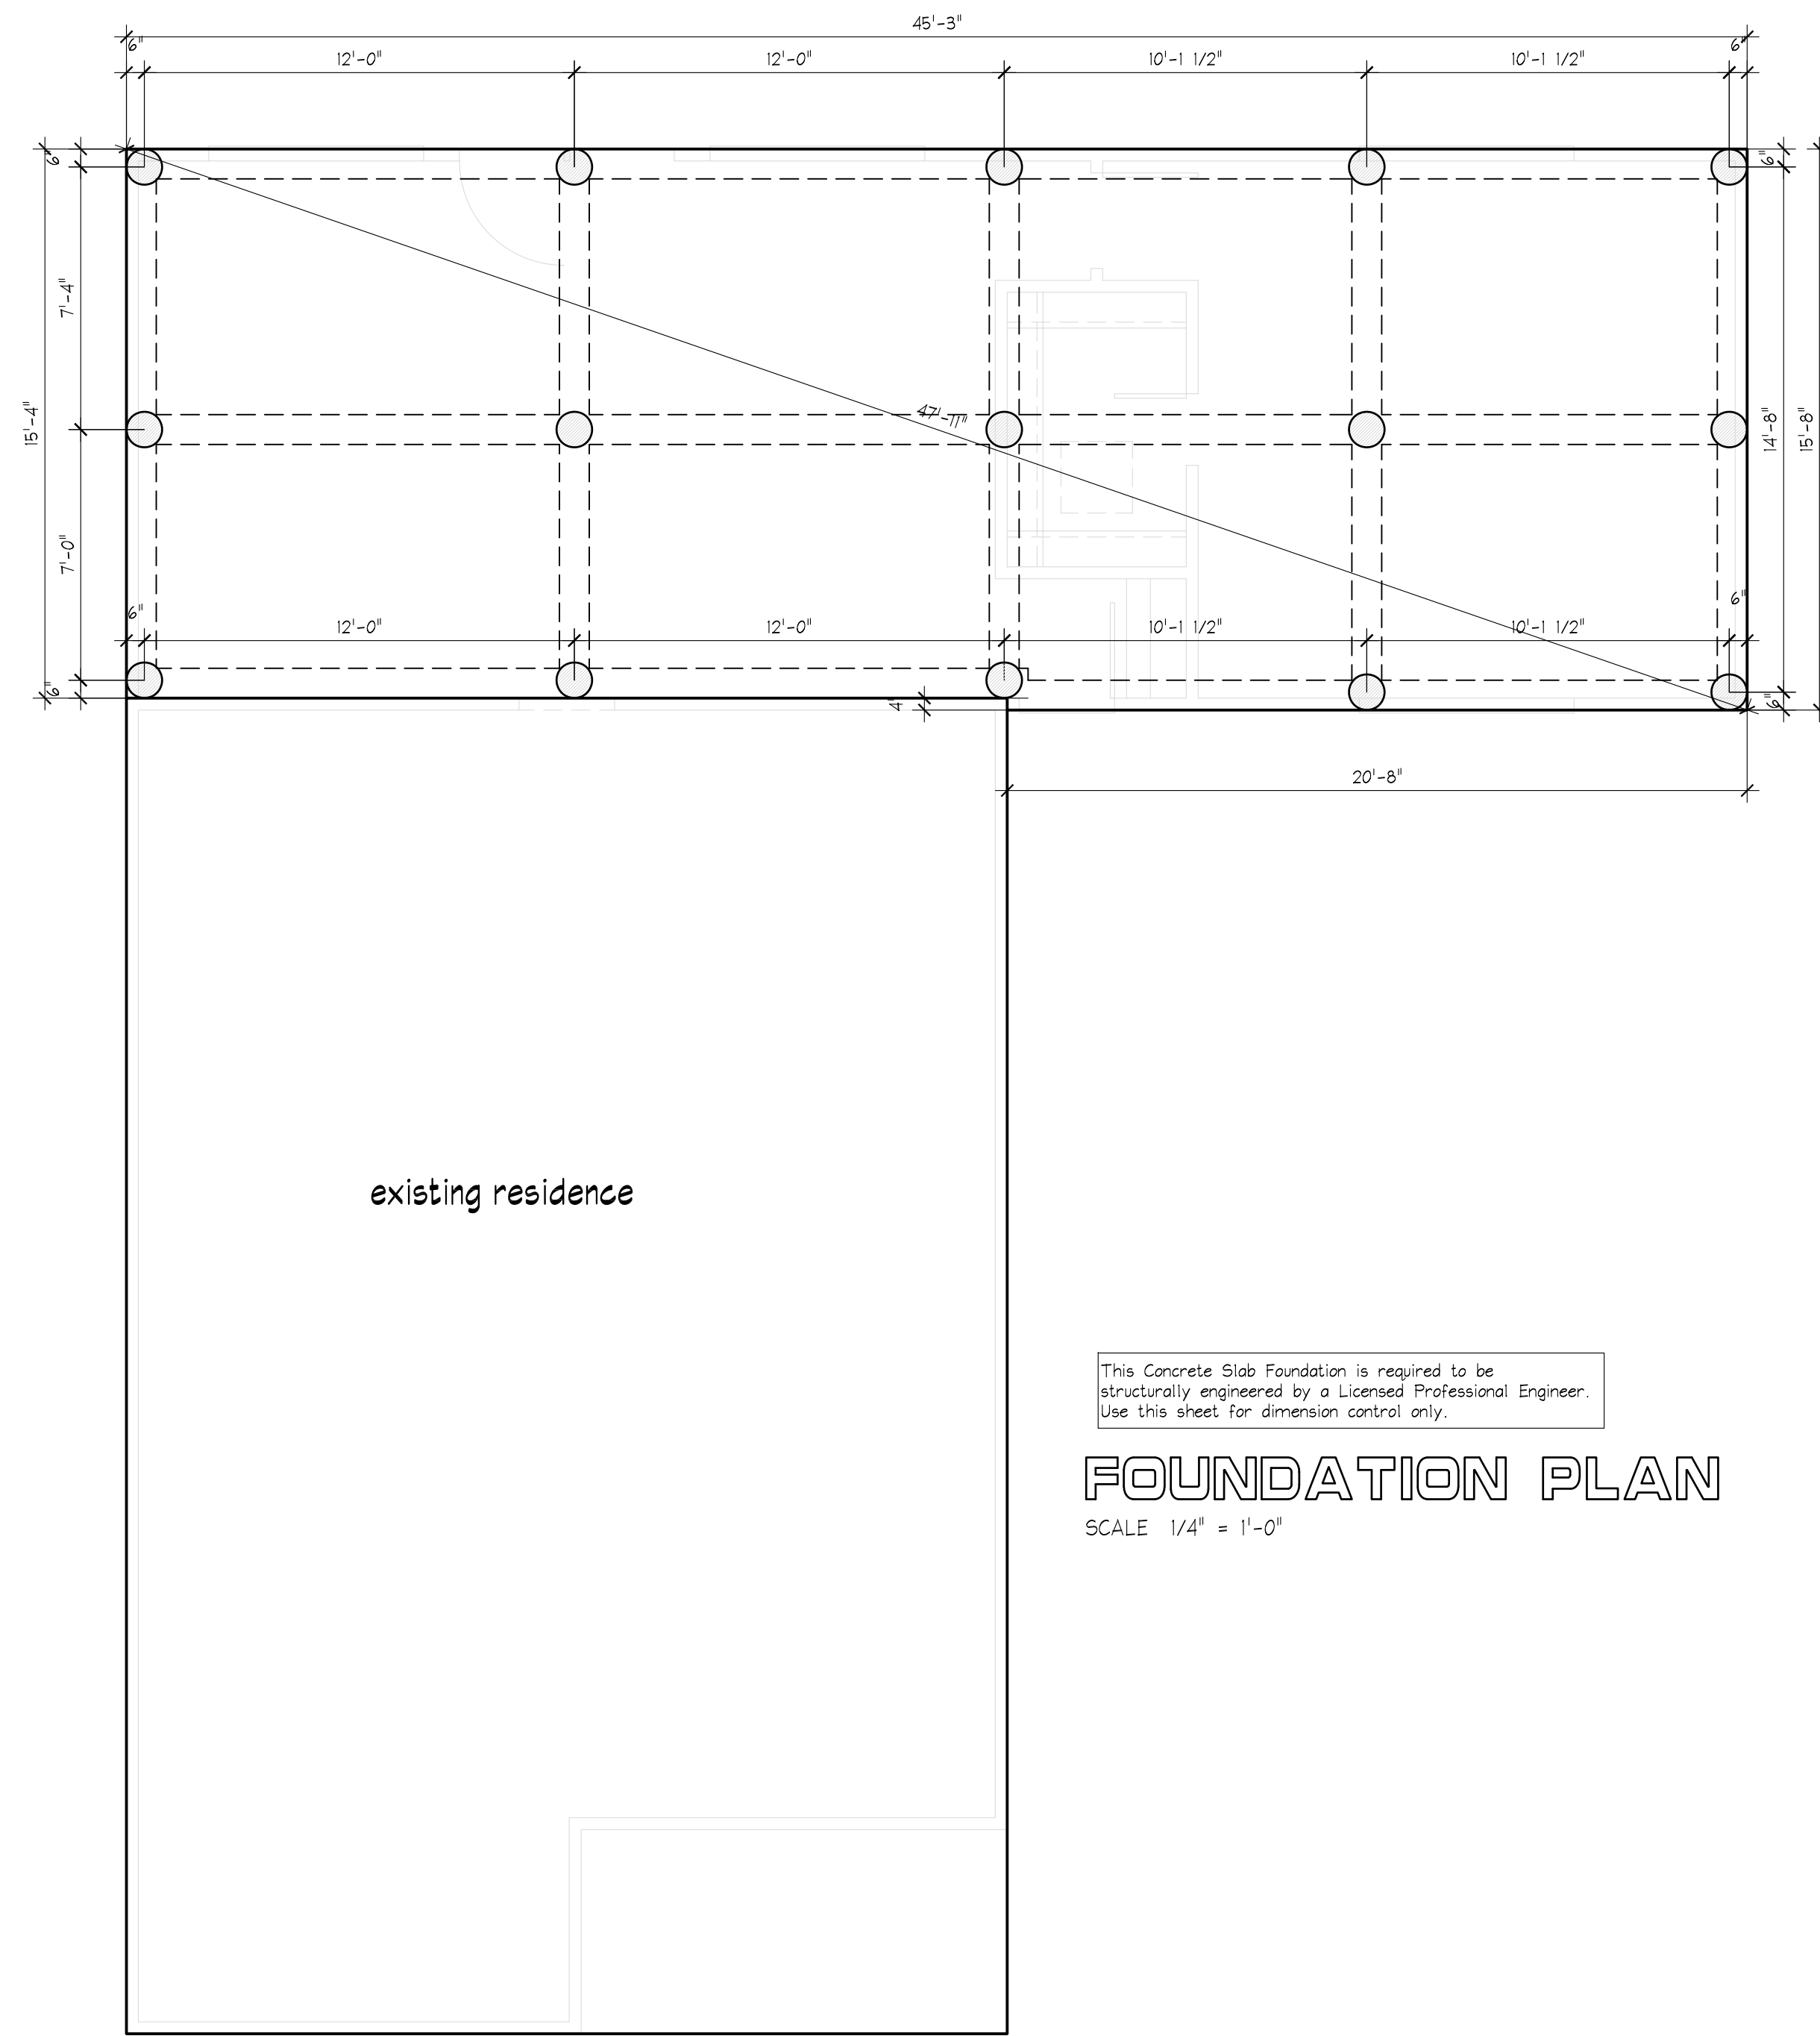 45'-3"
6" 12'-0" 12'-0" 10'-1 1/2" 10'-1 1/2" 6"
6" 6"
7'-4"
15'-4" 47'-11" 14'-8" 15'-8"
7'-0"
6" 12'-0" 12'-0" 10'-1 1/2" 10'-1 1/2" 6"
6" 4" 6"
20'-8"
existing residence
This Concrete Slab Foundation is required to be
structurally engineered by a Licensed Professional Engineer.
Use this sheet for dimension control only.
FOUNDATION PLAN
SCALE 1/4" = 1'-0"